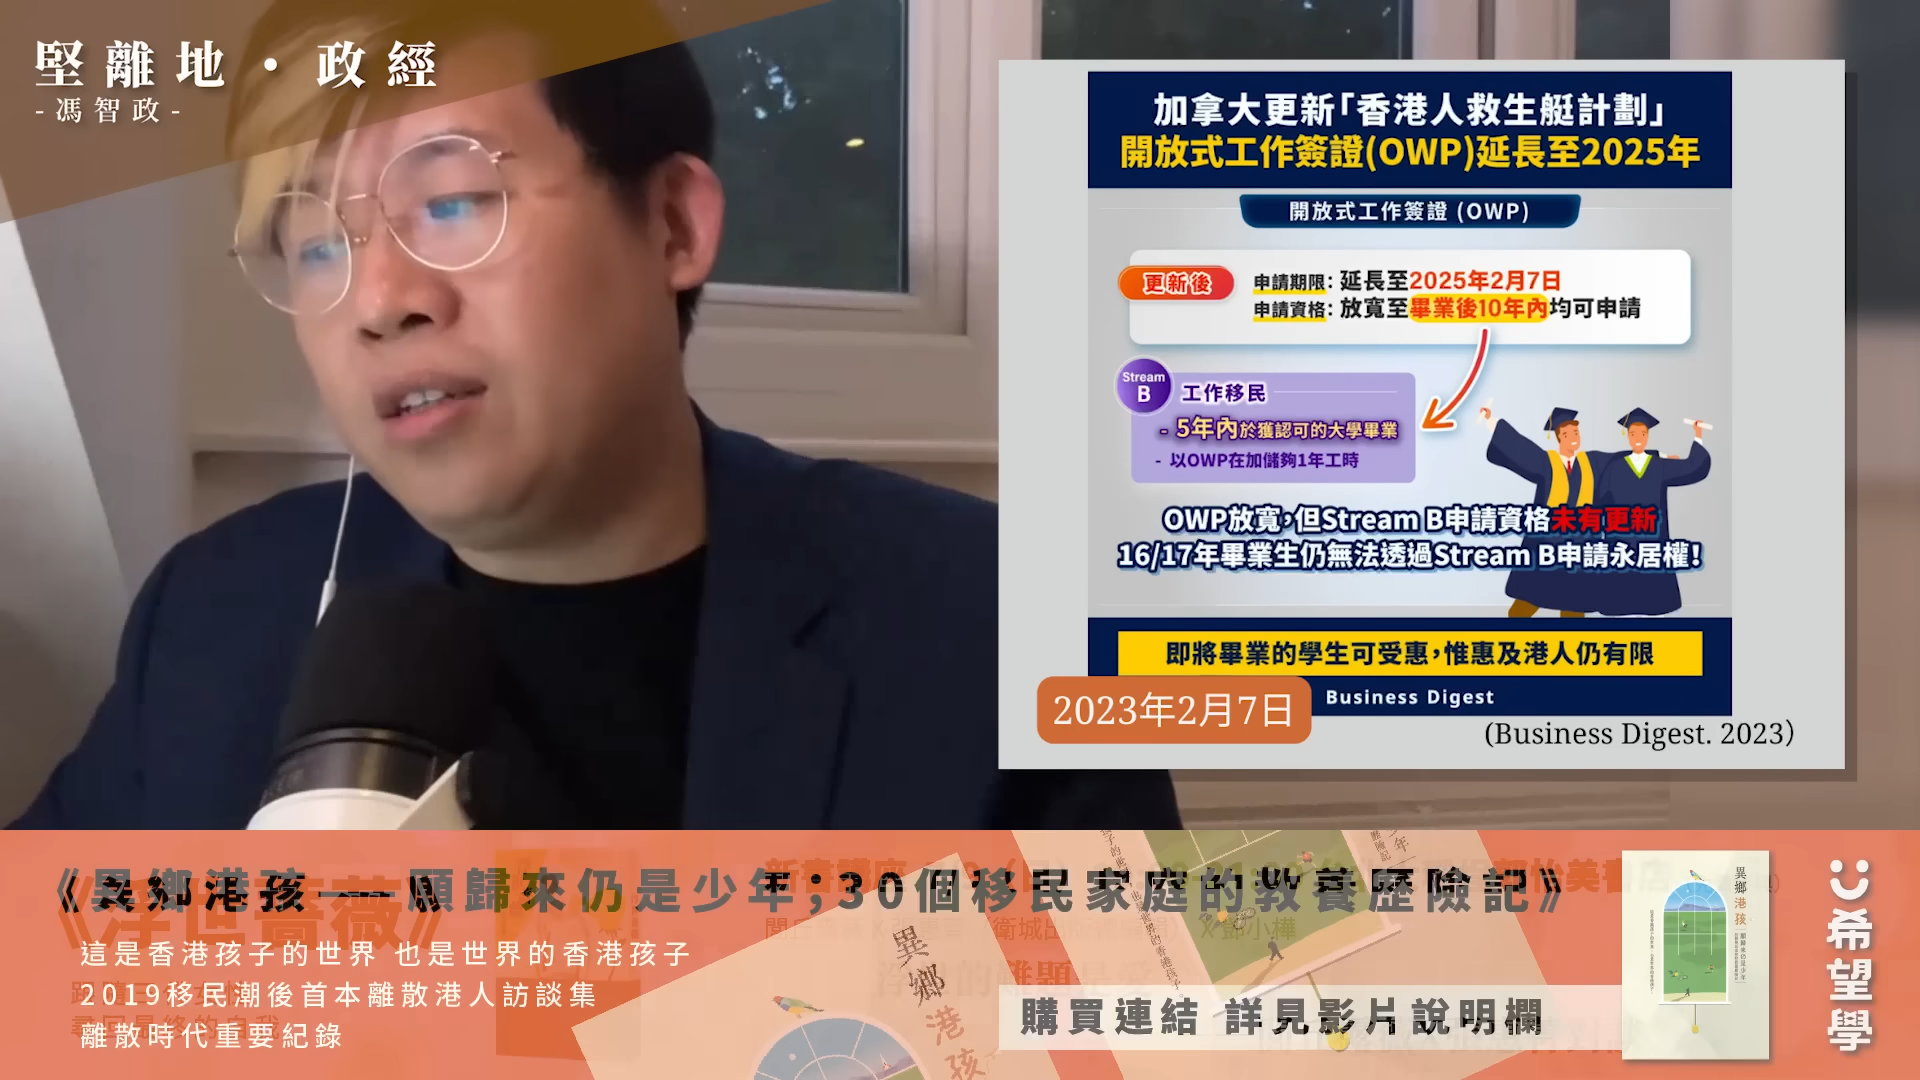 堅離地・政經
-馮智政-
加拿大更新「香港人救生艇計劃」
開放式工作簽證(OWP)延長至2025年
開放式工作簽證 (OWP)
更新後
申請期限：延長至2025年2月7日
申請資格：放寬至畢業後10年內均可申請
Stream B
工作移民
- 5年內於獲認可的大學畢業
- 以OWP在加儲夠1年工時
OWP放寬，但Stream B申請資格未有更新
16/17年畢業生仍無法透過Stream B申請永居權！
即將畢業的學生可受惠，惟惠及港人仍有限
2023年2月7日
Business Digest
(Business Digest. 2023）
《異鄉港孩——願歸來仍是少年；30個移民家庭的教養歷險記》
這是香港孩子的世界 也是世界的香港孩子
2019移民潮後首本離散港人訪談集
離散時代重要紀錄
異鄉港孩
購買連結 詳見影片說明欄
異鄉港孩
希望學